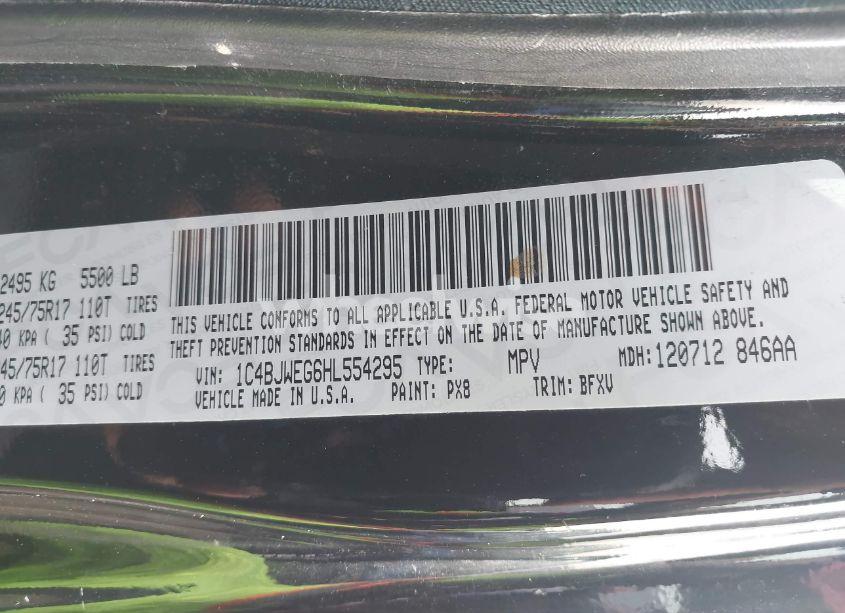 2495 KG 5500 LB
245/75R17 110T TIRES
40 KPA ( 35 PSI) COLD
45/75R17 110T TIRES
0 KPA ( 35 PSI) COLD
THIS VEHICLE CONFORMS TO ALL APPLICABLE U.S.A. FEDERAL MOTOR VEHICLE SAFETY AND
THEFT PREVENTION STANDARDS IN EFFECT ON THE DATE OF MANUFACTURE SHOWN ABOVE.
VIN: 1C4BJWEG6HL554295 TYPE: MPV MDH: 120712 846AA
VEHICLE MADE IN U.S.A. PAINT: PX8 TRIM: BFXV